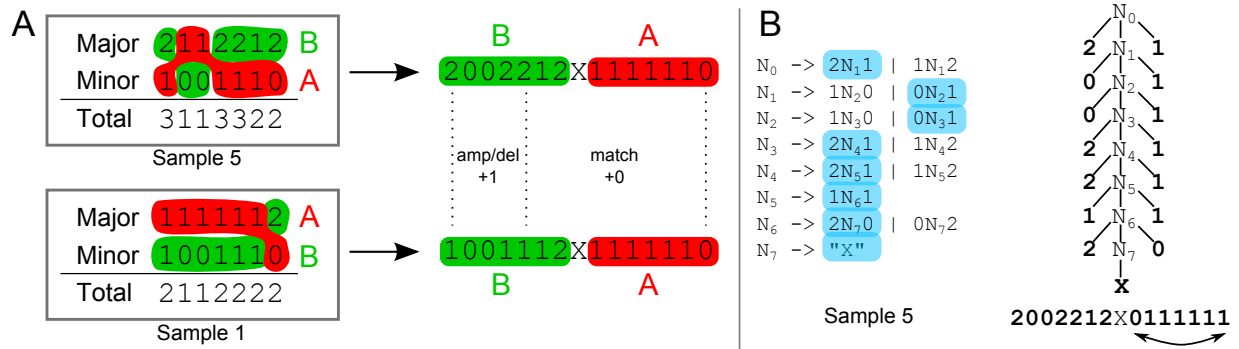 A
Major 2112212 B
Minor 1001110 A
Total 3113322
Sample 5
B A
2002212X1111110
amp/del match
+1 +0
Major 1111112 A
Minor 1001110 B
Total 2112222
Sample 1
1001112X1111110
B A
B
N₀ -> 2N₁1 | 1N₁2
N₁ -> 1N₂0 | 0N₂1
N₂ -> 1N₃0 | 0N₃1
N₃ -> 2N₄1 | 1N₄2
N₄ -> 2N₅1 | 1N₅2
N₅ -> 1N₆1
N₆ -> 2N₇0 | 0N₇2
N₇ -> "X"
Sample 5
N₀
2 N₁ 1
0 N₂ 1
0 N₃ 1
2 N₄ 1
2 N₅ 1
1 N₆ 1
2 N₇ 0
x
2002212X0111111